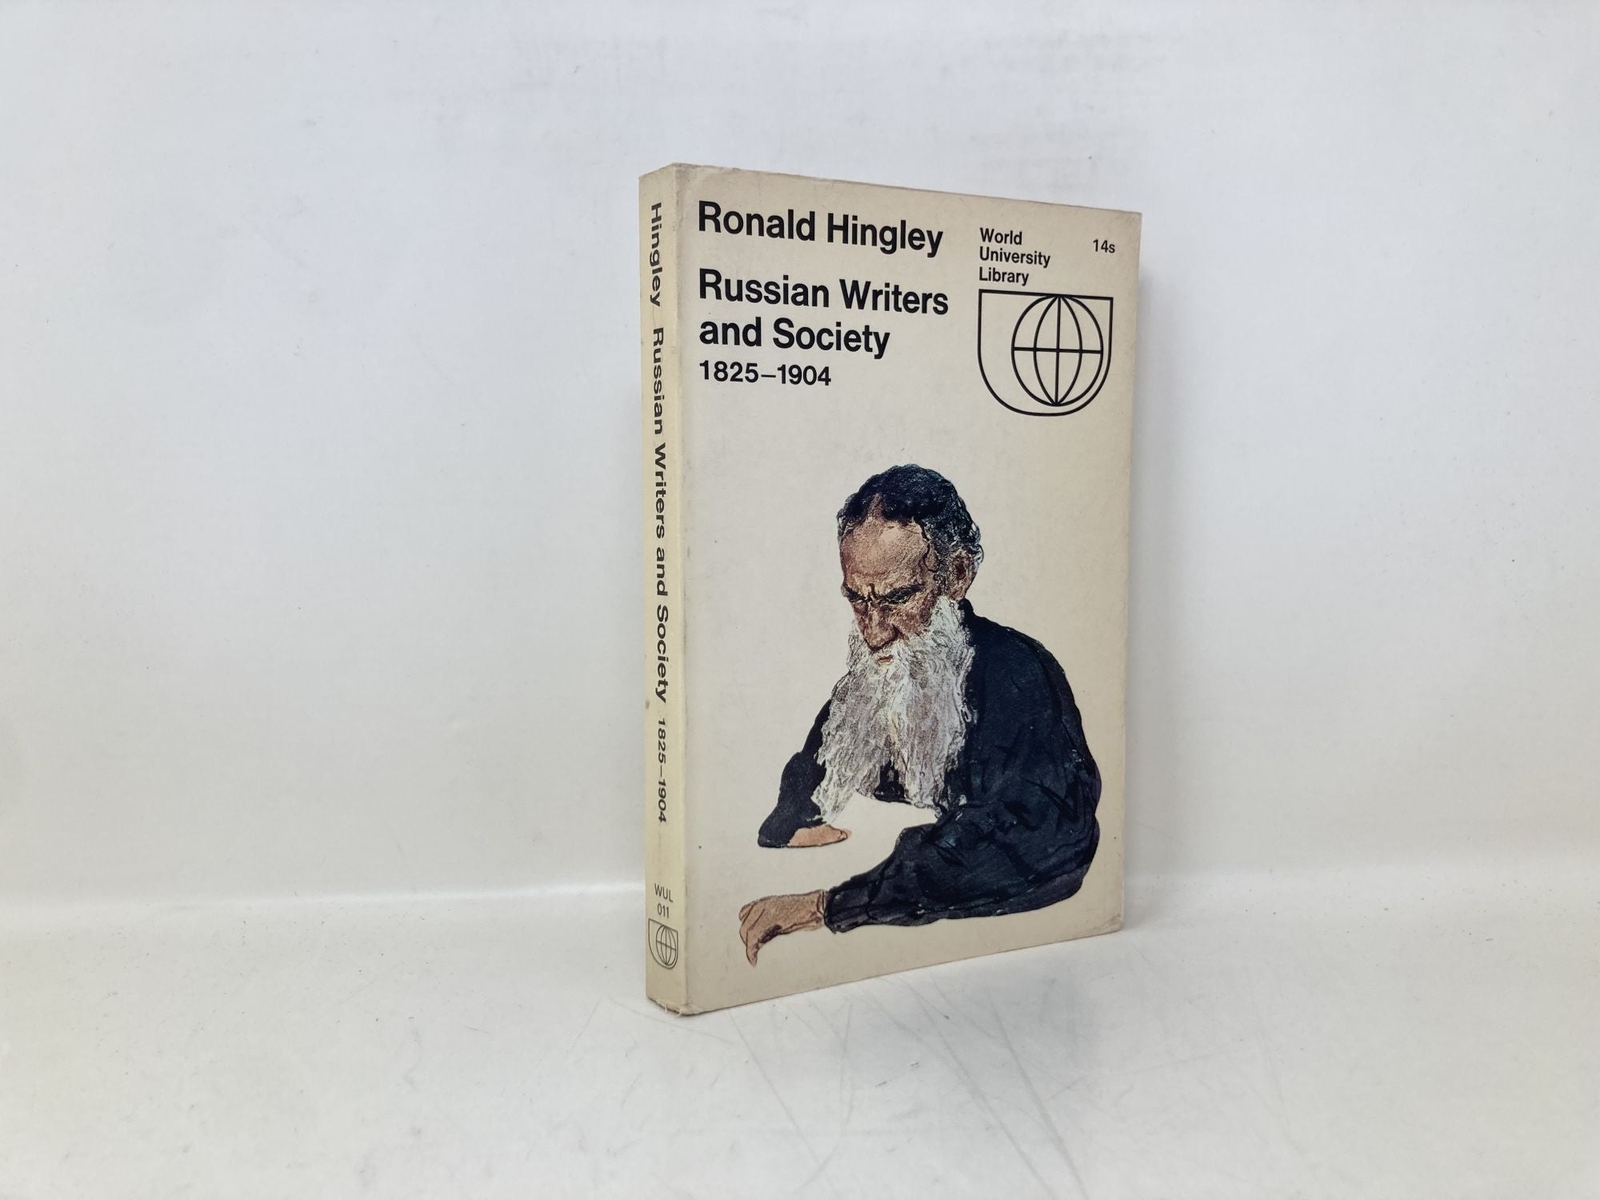 Ronald Hingley
Russian Writers
and Society
1825–1904
World
University
Library
14s
Hingley Russian Writers and Society 1825–1904
WUL
011